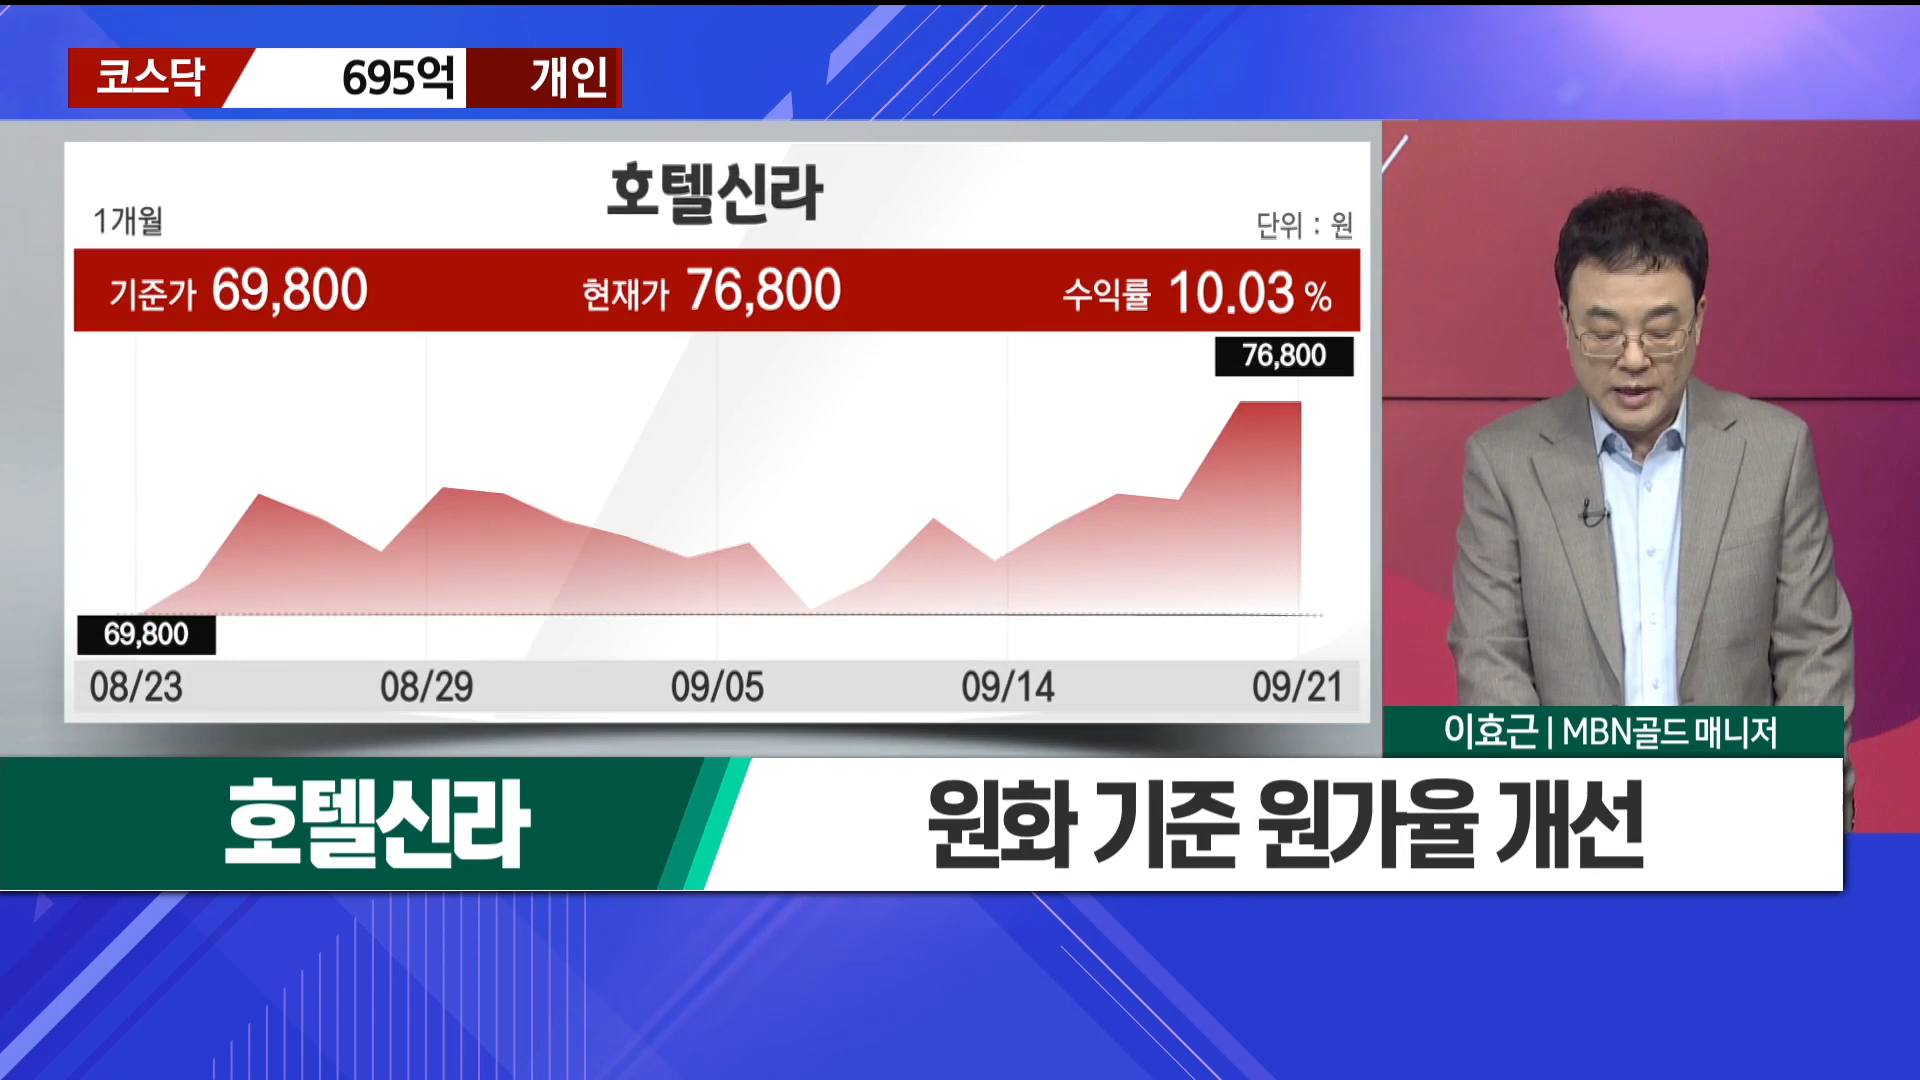 코스닥 695억 개인
호텔신라
1개월
단위 : 원
기준가 69,800 현재가 76,800 수익률 10.03 %
76,800
69,800
08/23 08/29 09/05 09/14 09/21
이효근 | MBN골드 매니저
호텔신라 원화 기준 원가율 개선